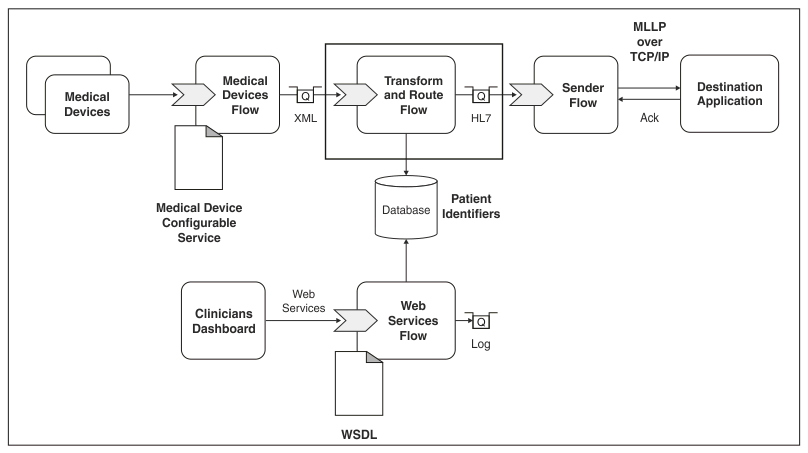 MLLP
over
TCP/IP
Medical
Devices
Medical
Devices
Flow
Q
XML
Transform
and Route
Flow
Q
HL7
Sender
Flow
Ack
Destination
Application
Medical Device
Configurable
Service
Database
Patient
Identifiers
Clinicians
Dashboard
Web
Services
Web
Services
Flow
Q
Log
WSDL